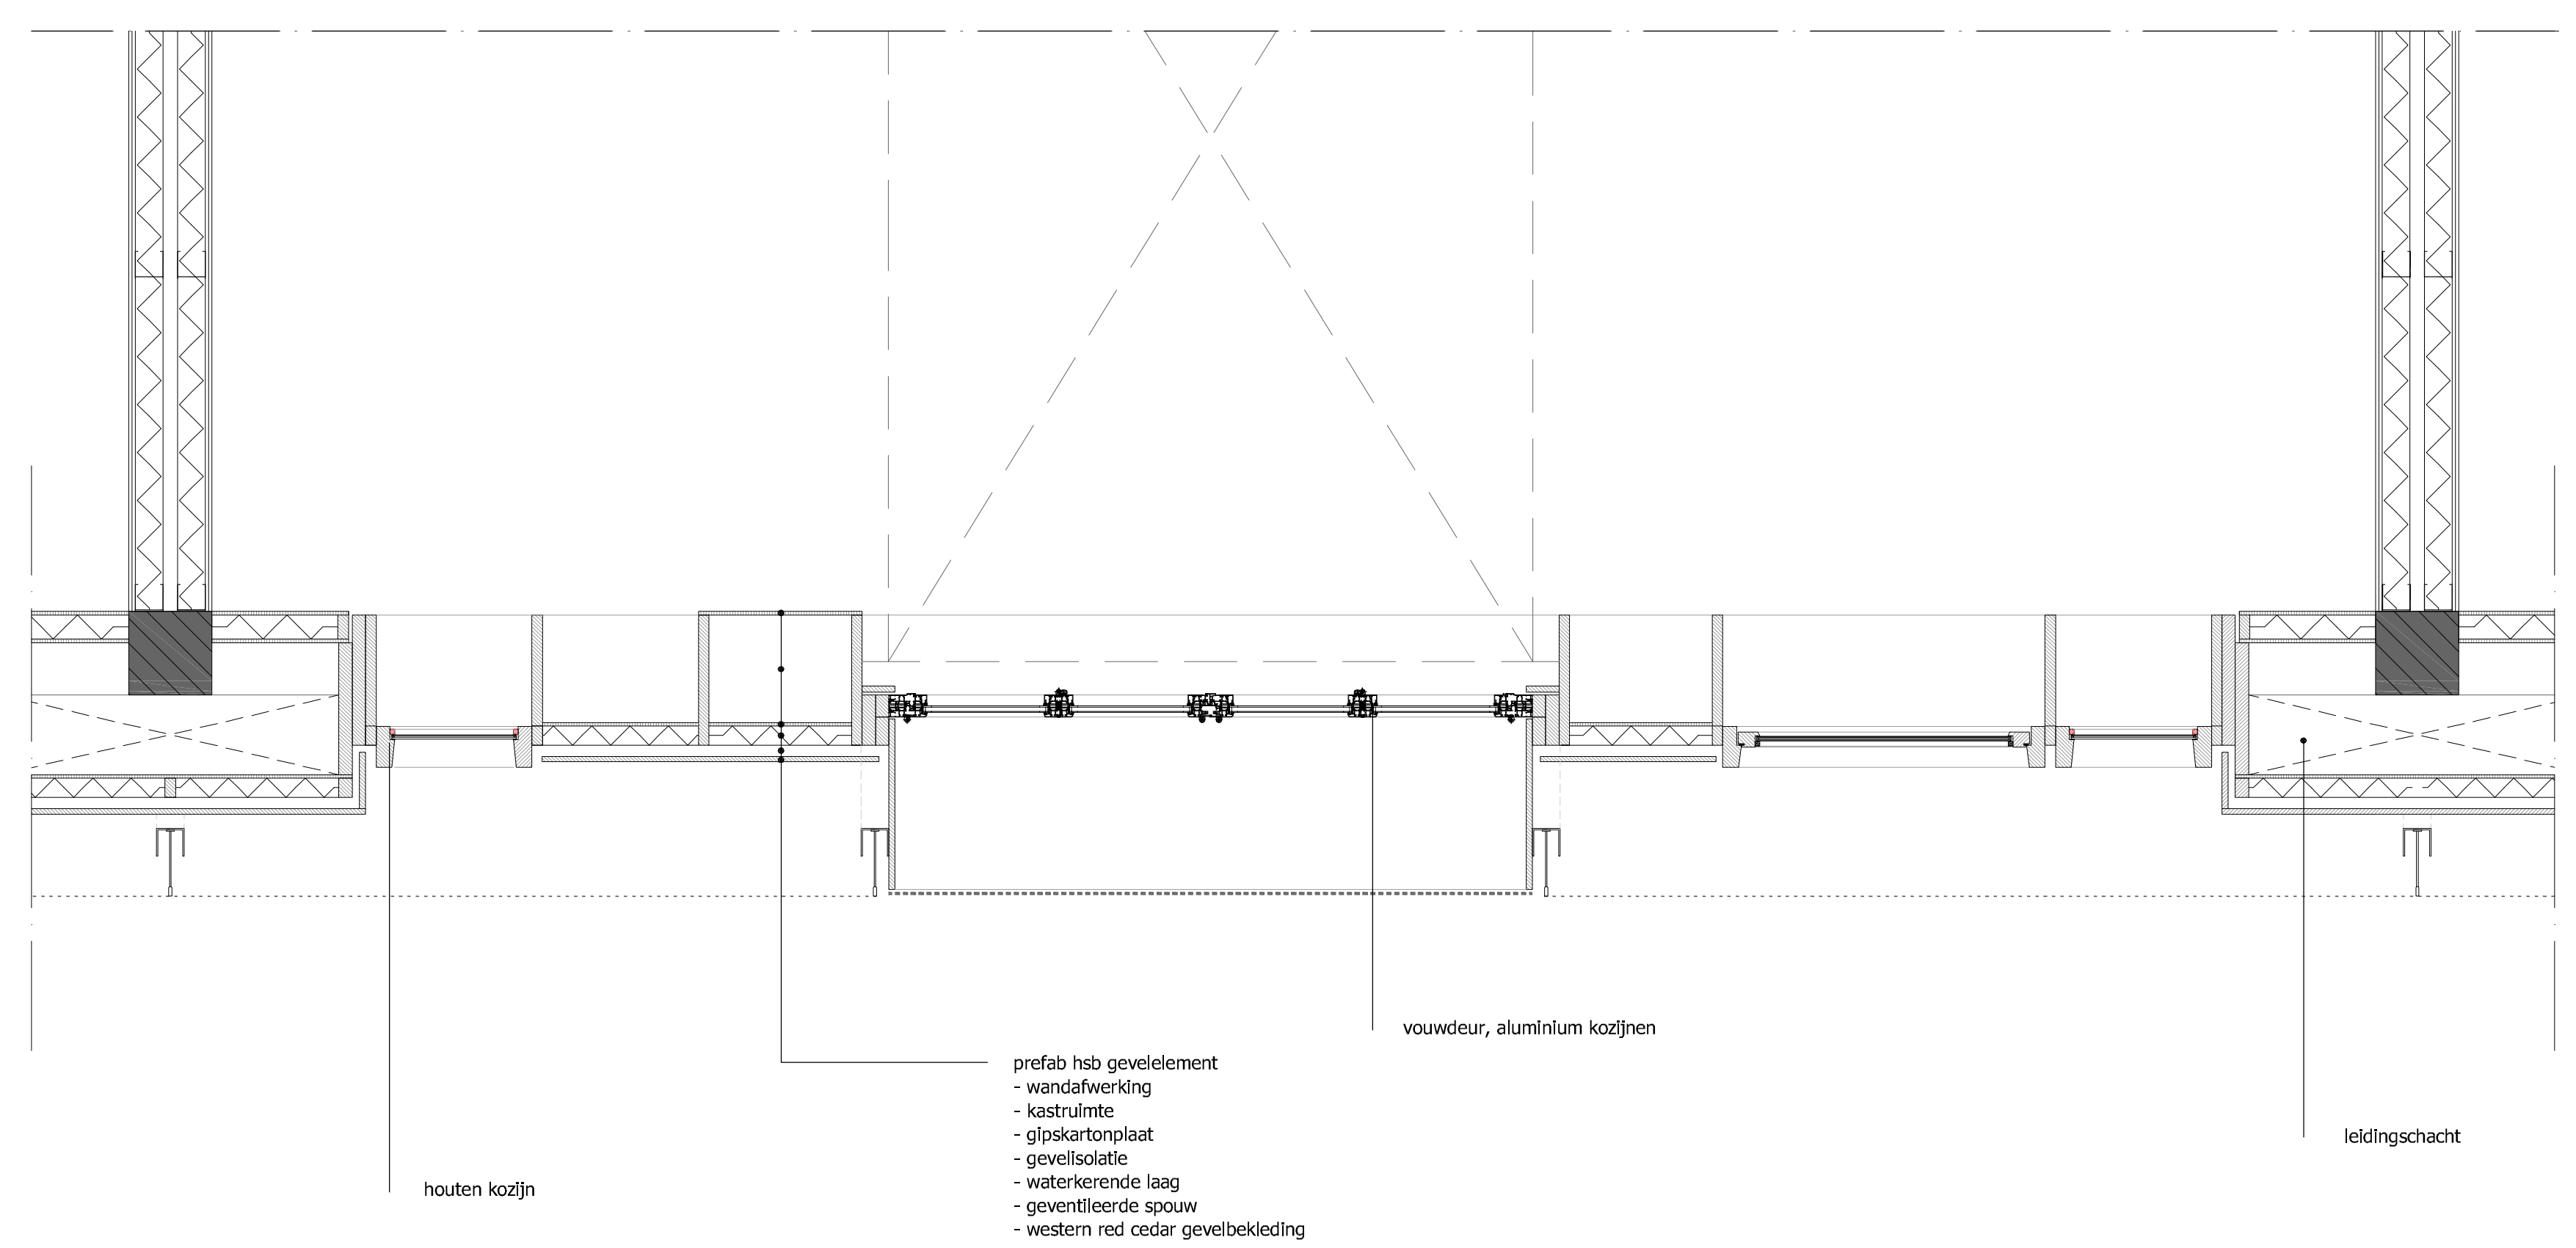 vouwdeur, aluminium kozijnen
prefab hsb gevelelement
- wandafwerking
- kastruimte
- gipskartonplaat
- gevelisolatie
- waterkerende laag
- geventileerde spouw
- western red cedar gevelbekleding
leidingschacht
houten kozijn